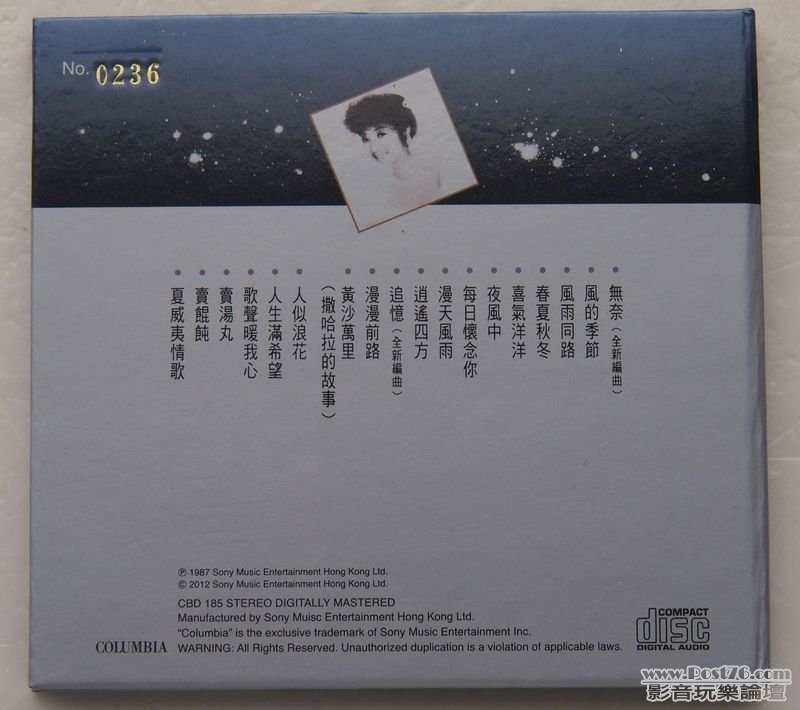 No. 0236
無奈（全新編曲）
風的季節
風雨同路
春夏秋冬
喜氣洋洋
夜風中
每日懷念你
漫天風雨
逍遙四方
追憶（全新編曲）
漫漫前路
黃沙萬里
（撒哈拉的故事）
人似浪花
人生滿希望
歌聲暖我心
賣湯丸
賣餛飩
夏威夷情歌
℗ 1987 Sony Music Entertainment Hong Kong Ltd.
© 2012 Sony Music Entertainment Hong Kong Ltd.
CBD 185 STEREO DIGITALLY MASTERED
Manufactured by Sony Muisc Entertainment Hong Kong Ltd.
“Columbia” is the exclusive trademark of Sony Music Entertainment Inc.
COLUMBIA WARNING: All Rights Reserved. Unauthorized duplication is a violation of applicable laws.
COMPACT
disc
DIGITAL AUDIO
www.Post76.com
影音玩樂論壇